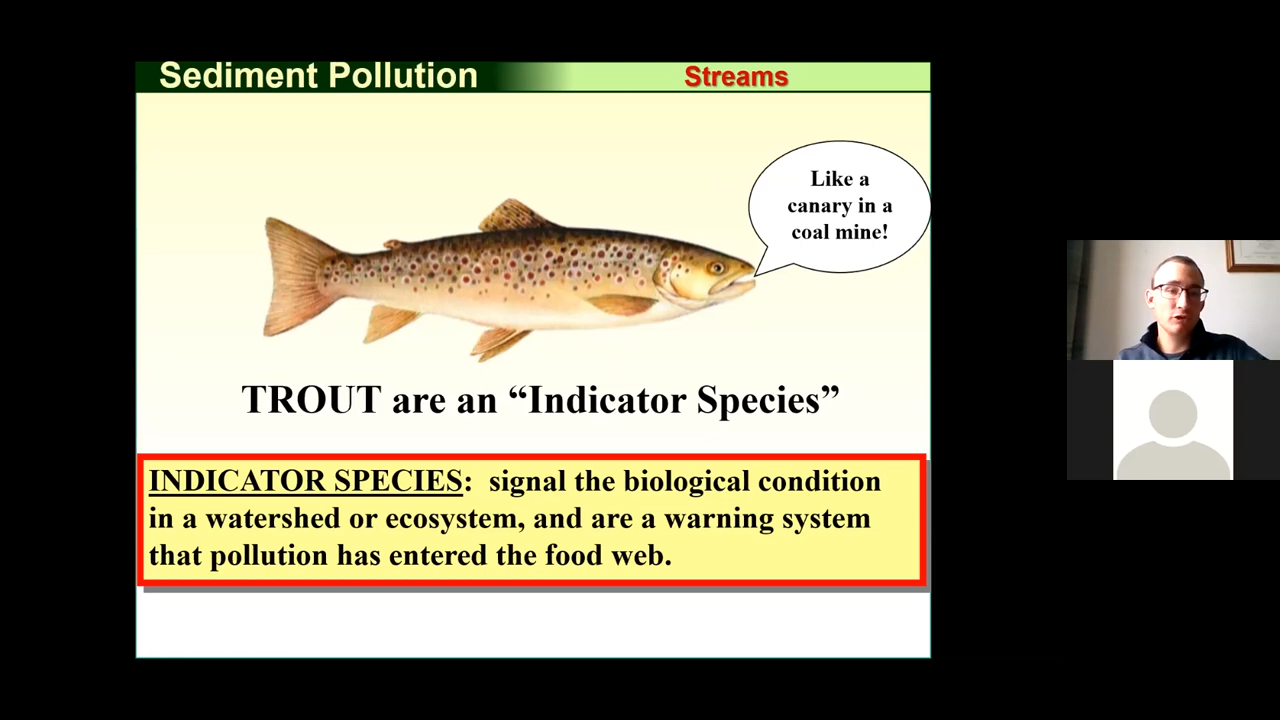 Sediment Pollution
Streams
Like a
canary in a
coal mine!
TROUT are an “Indicator Species”
INDICATOR SPECIES: signal the biological condition
in a watershed or ecosystem, and are a warning system
that pollution has entered the food web.